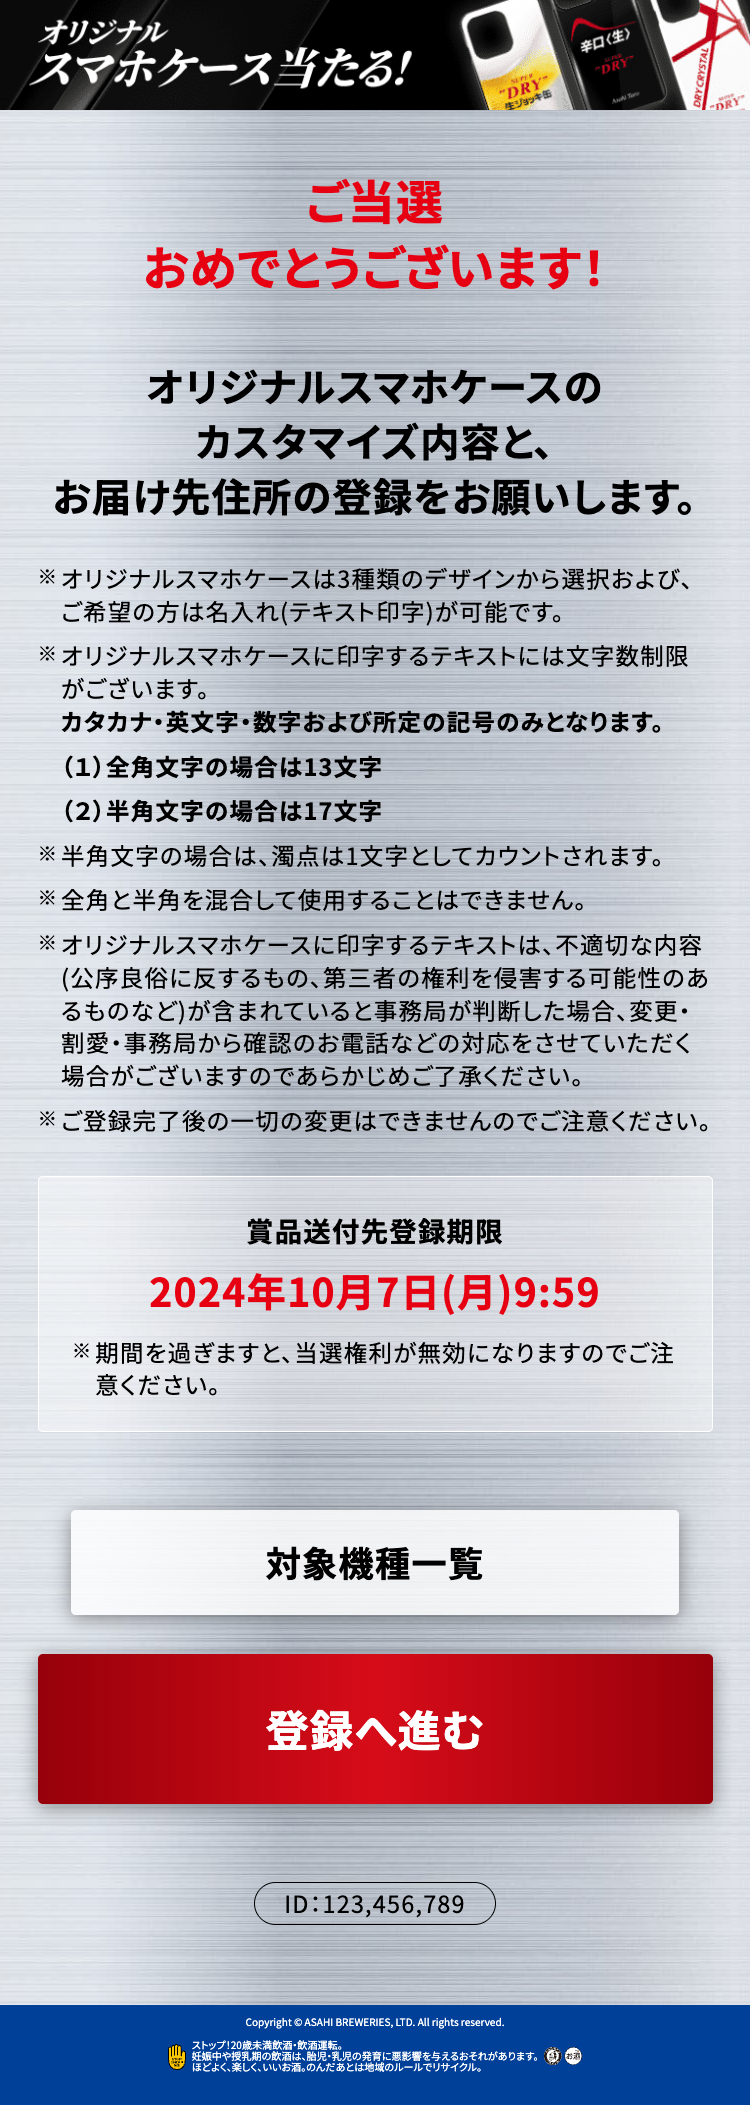 オリジナル
スマホケース当たる!
SUPER
"DRY"
生ジョッキ缶
辛口〈生〉
SUPER
"DRY"
Asahi Taro
DRY CRYSTAL
SUPER
"DRY"
ご当選
おめでとうございます!
オリジナルスマホケースの
カスタマイズ内容と、
お届け先住所の登録をお願いします。
※オリジナルスマホケースは3種類のデザインから選択および、
ご希望の方は名入れ(テキスト印字)が可能です。
※オリジナルスマホケースに印字するテキストには文字数制限
がございます。
カタカナ・英文字・数字および所定の記号のみとなります。
（1）全角文字の場合は13文字
（2）半角文字の場合は17文字
※半角文字の場合は、濁点は1文字としてカウントされます。
※全角と半角を混合して使用することはできません。
※オリジナルスマホケースに印字するテキストは、不適切な内容
(公序良俗に反するもの、第三者の権利を侵害する可能性のあ
るものなど)が含まれていると事務局が判断した場合、変更・
割愛・事務局から確認のお電話などの対応をさせていただく
場合がございますのであらかじめご了承ください。
※ご登録完了後の一切の変更はできませんのでご注意ください。
賞品送付先登録期限
2024年10月7日(月)9:59
※期間を過ぎますと、当選権利が無効になりますのでご注
意ください。
対象機種一覧
登録へ進む
ID：123,456,789
Copyright © ASAHI BREWERIES, LTD. All rights reserved.
ストップ!20歳未満飲酒・飲酒運転。
妊娠中や授乳期の飲酒は、胎児・乳児の発育に悪影響を与えるおそれがあります。
ほどよく、楽しく、いいお酒。のんだあとは地域のルールでリサイクル。
お酒